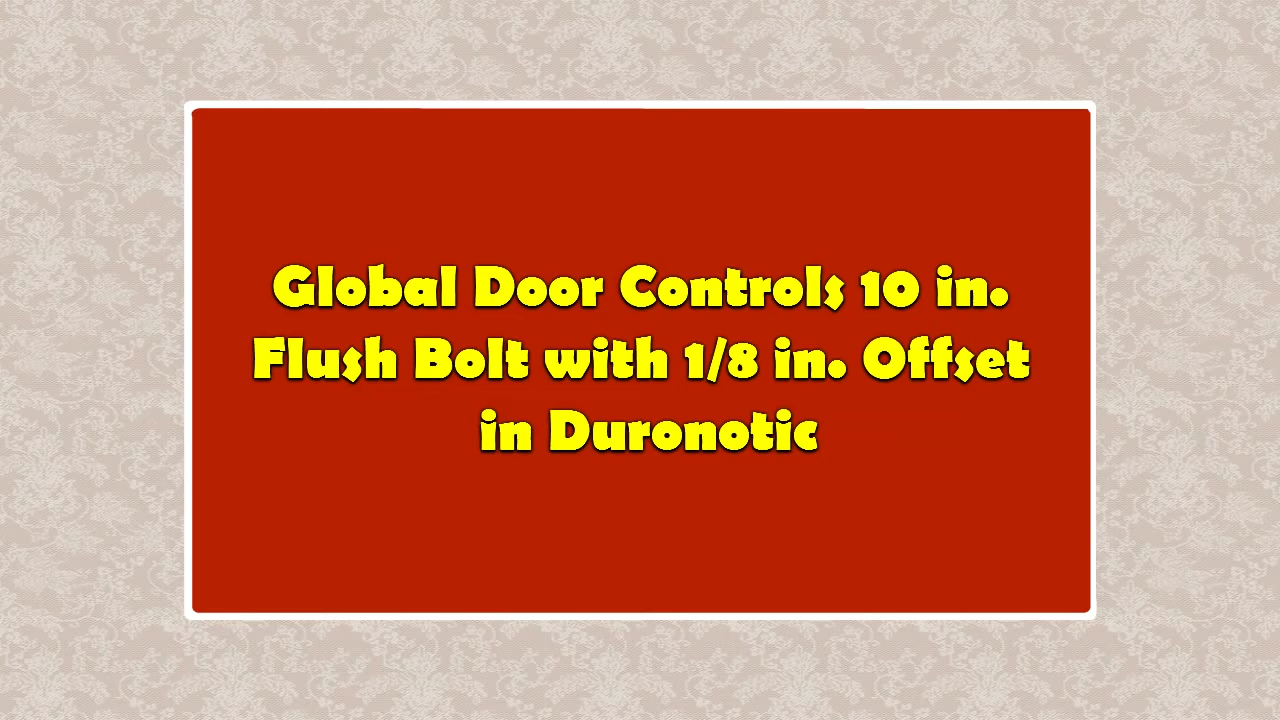 Global Door Controls 10 in.
Flush Bolt with 1/8 in. Offset
in Duronotic